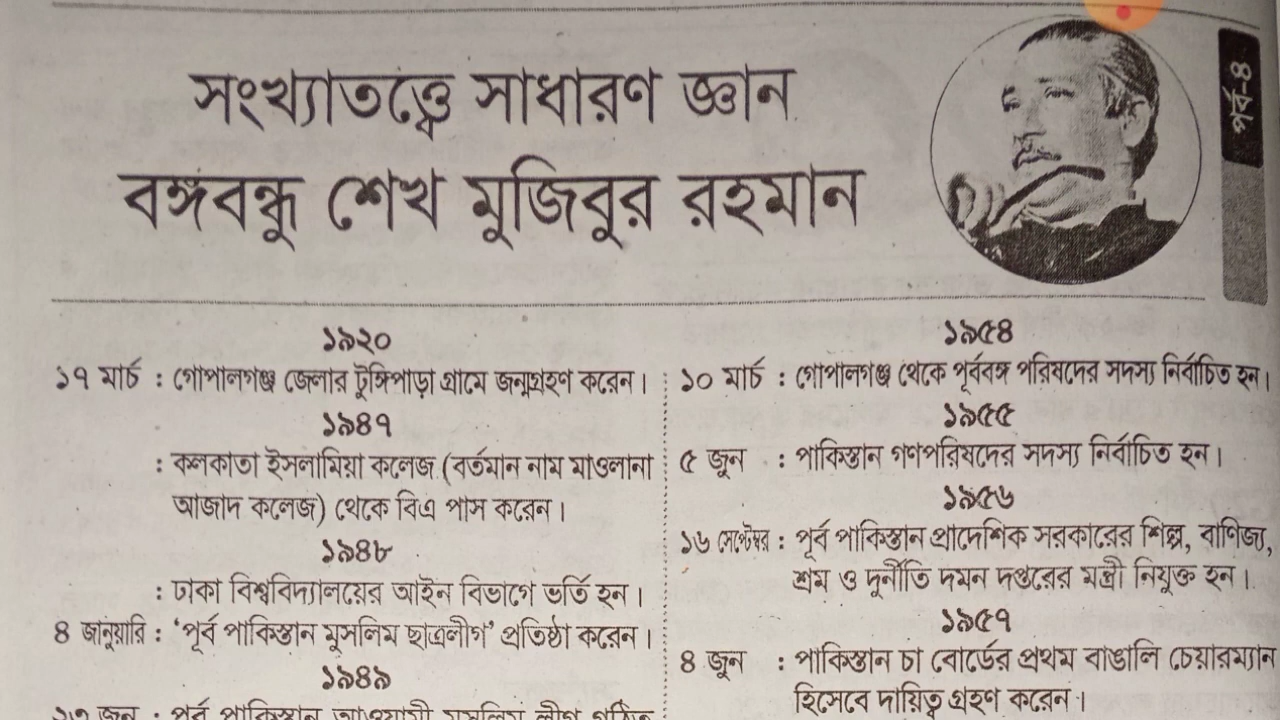 সংখ্যাতত্ত্বে সাধারণ জ্ঞান
বঙ্গবন্ধু শেখ মুজিবুর রহমান
পর্ব-৪
১৯২০
১৭ মার্চ : গোপালগঞ্জ জেলার টুঙ্গিপাড়া গ্রামে জন্মগ্রহণ করেন।
১৯৪৭
: কলকাতা ইসলামিয়া কলেজ (বর্তমান নাম মাওলানা
আজাদ কলেজ) থেকে বিএ পাস করেন।
১৯৪৮
: ঢাকা বিশ্ববিদ্যালয়ের আইন বিভাগে ভর্তি হন।
৪ জানুয়ারি : ‘পূর্ব পাকিস্তান মুসলিম ছাত্রলীগ’ প্রতিষ্ঠা করেন।
১৯৪৯
জুন : পূর্ব পাকিস্তান আওয়ামী মুসলিম লীগ গঠিত
১৯৫৪
১০ মার্চ : গোপালগঞ্জ থেকে পূর্ববঙ্গ পরিষদের সদস্য নির্বাচিত হন।
১৯৫৫
৫ জুন : পাকিস্তান গণপরিষদের সদস্য নির্বাচিত হন।
১৯৫৬
১৬ সেপ্টেম্বর : পূর্ব পাকিস্তান প্রাদেশিক সরকারের শিল্প, বাণিজ্য,
শ্রম ও দুর্নীতি দমন দপ্তরের মন্ত্রী নিযুক্ত হন।
১৯৫৭
৪ জুন : পাকিস্তান চা বোর্ডের প্রথম বাঙালি চেয়ারম্যান
হিসেবে দায়িত্ব গ্রহণ করেন।